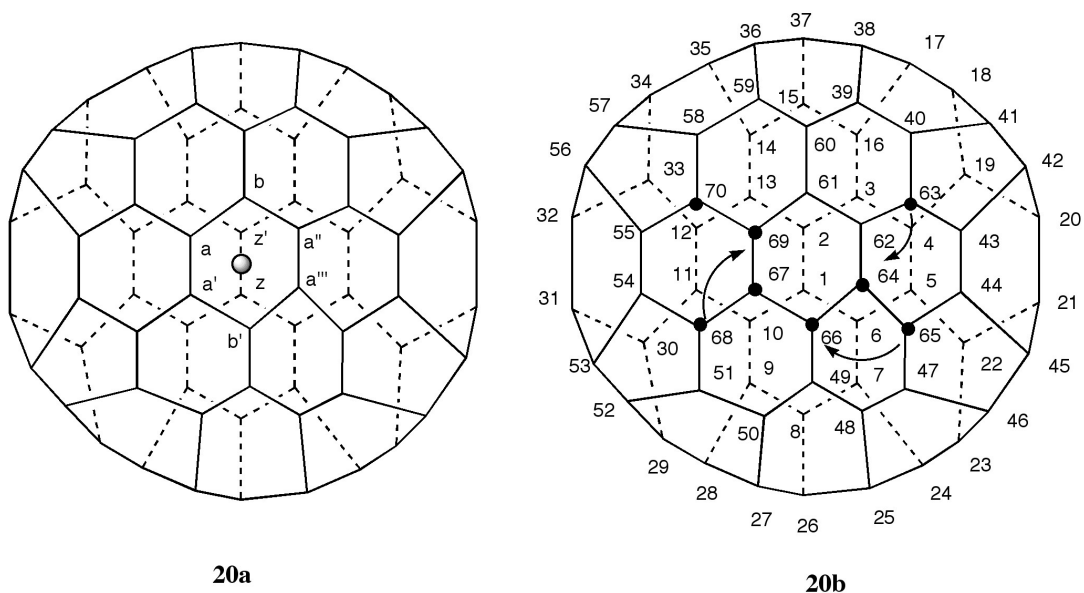 37
36 38
35 17
34 59 15 39 18
57 58 14 60 16 40 41
56 33 13 61 3 63 19 42
b
32 70 20
a z' a" 55 12 69 2 62 4 43
a' z a''' 54 11 67 1 64 5 44
31 21
b' 68 10 66 6 65
53 30 51 9 49 7 47 22 45
52 50 8 48 46
29 23
28 24
27 26 25
20a 20b